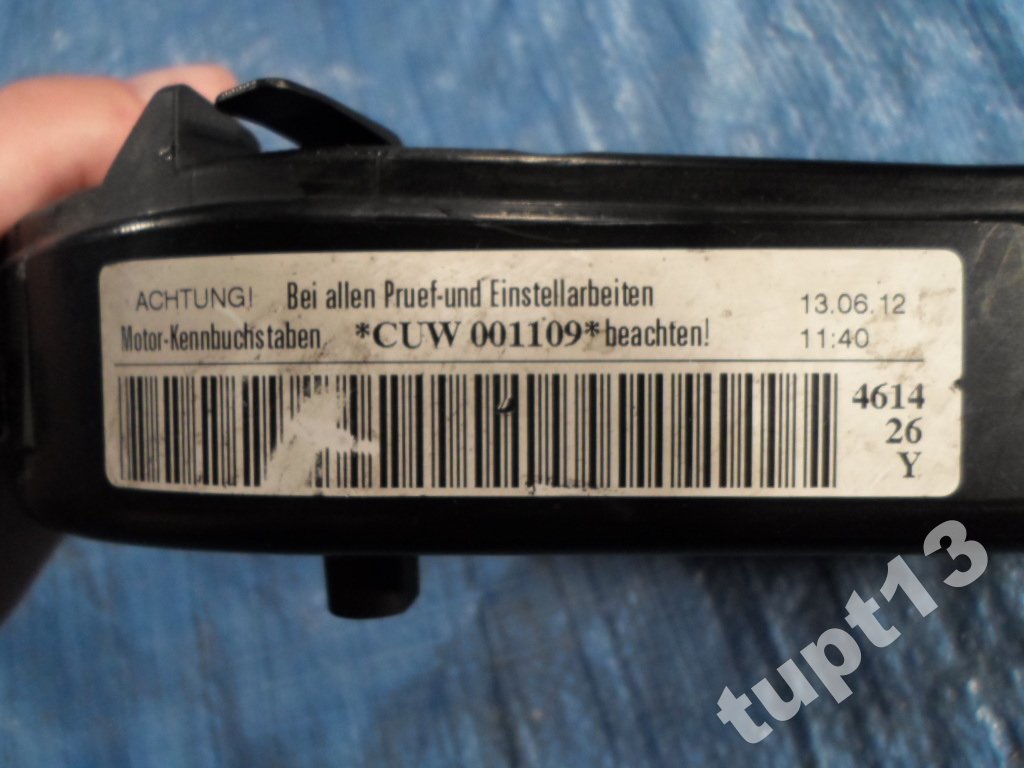 ACHTUNG! Bei allen Pruef-und Einstellarbeiten 13.06.12
Motor-Kennbuchstaben *CUW 001109* beachten! 11:40
4614
26
Y
tupt13